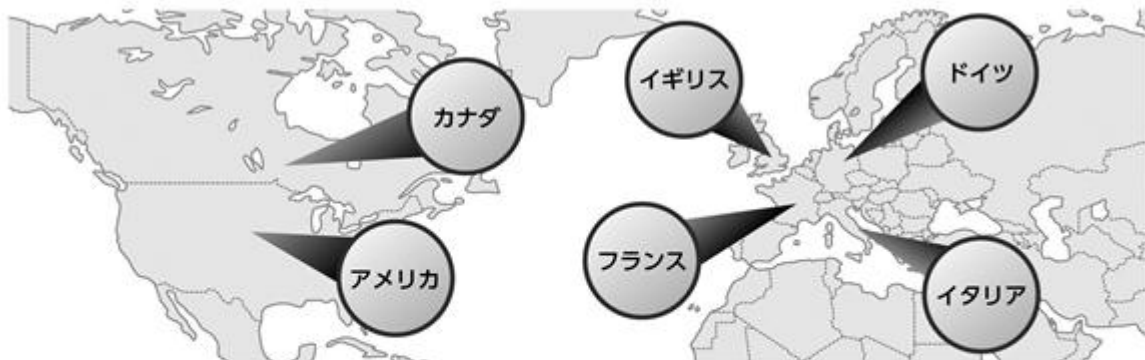 カナダ
アメリカ
イギリス
ドイツ
フランス
イタリア